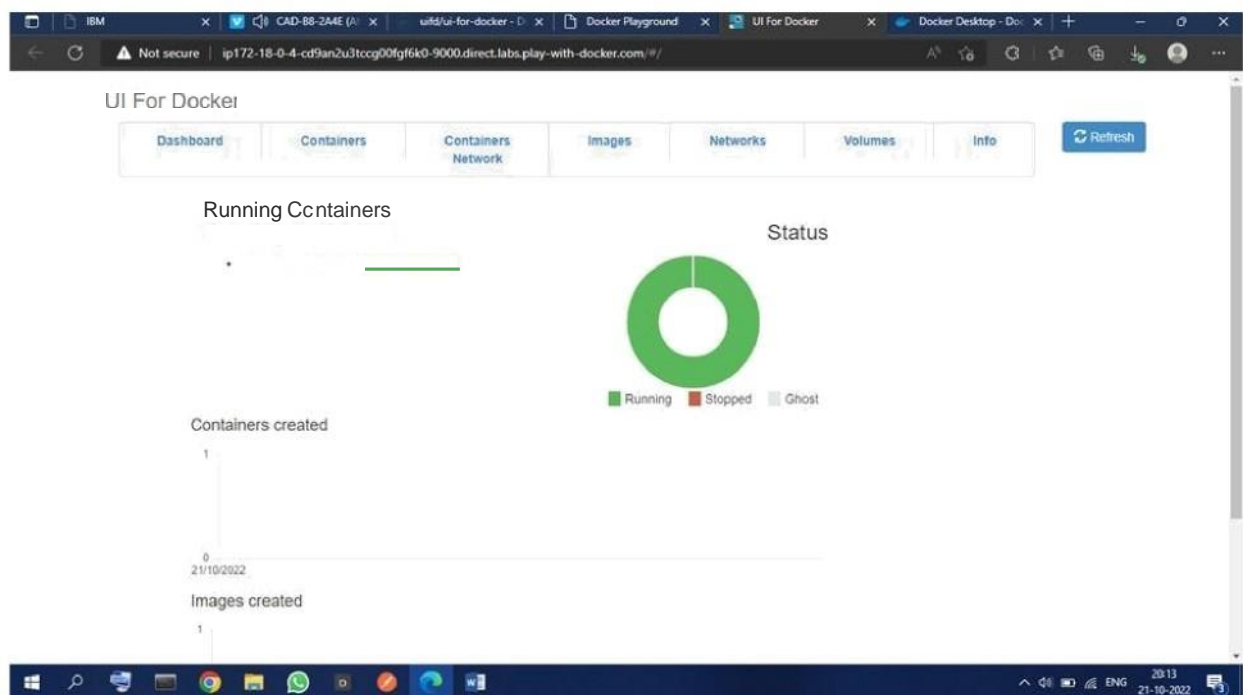 IBM
CAD-B8-2A4E (A
uifd/ui-for-docker - D
Docker Playground
UI For Docker
Docker Desktop - Doc
Not secure
ip172-18-0-4-cd9an2u3tccg00fgf6k0-9000.direct.labs.play-with-docker.com/#/
UI For Docker
Dashboard
Containers
Containers
Network
Images
Networks
Volumes
Info
Refresh
Running Containers
Status
Running
Stopped
Ghost
Containers created
1
0
21/10/2022
Images created
1
ENG
20:13
21-10-2022